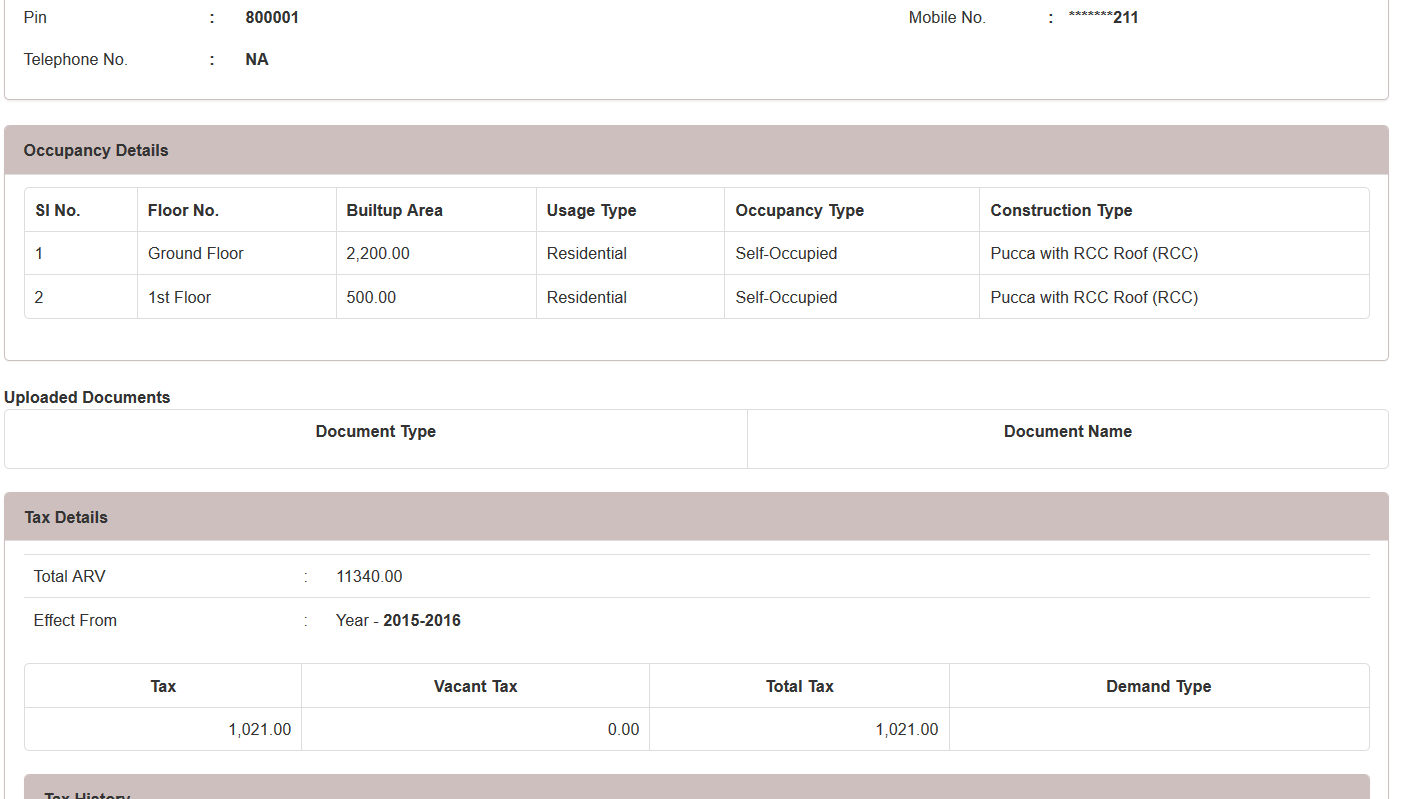 Pin : 800001 Mobile No. : *******211
Telephone No. : NA
Occupancy Details
Sl No. Floor No. Builtup Area Usage Type Occupancy Type Construction Type
1 Ground Floor 2,200.00 Residential Self-Occupied Pucca with RCC Roof (RCC)
2 1st Floor 500.00 Residential Self-Occupied Pucca with RCC Roof (RCC)
Uploaded Documents
Document Type Document Name
Tax Details
Total ARV : 11340.00
Effect From : Year - 2015-2016
Tax Vacant Tax Total Tax Demand Type
1,021.00 0.00 1,021.00
Tax History